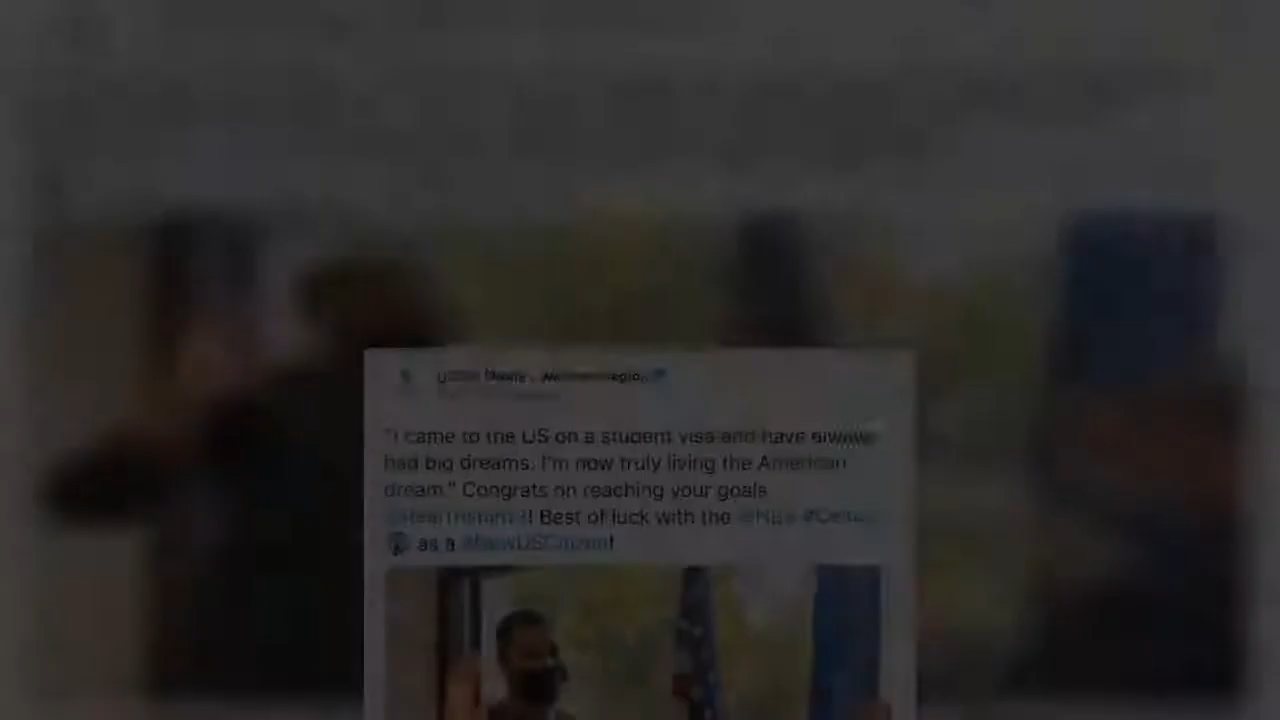 "I came to the US on a student visa and have always
had big dreams. I'm now truly living the American
dream." Congrats on reaching your goals
! Best of luck with the
as a #NewUSCitizen!